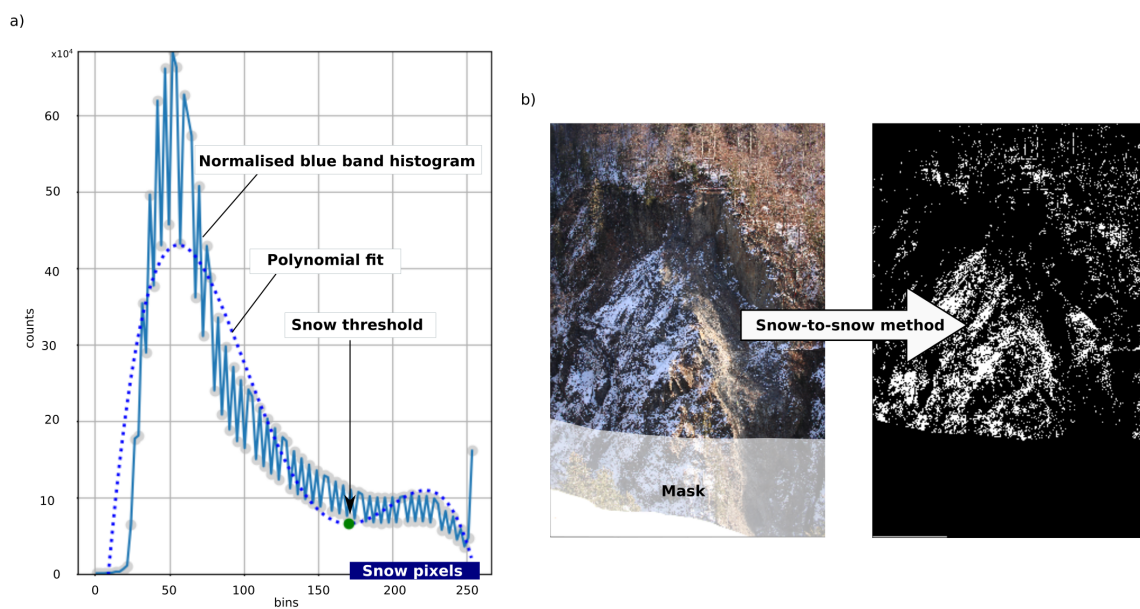 a)
x10⁴
60
50
40
30
20
10
0
counts
0
50
100
150
200
250
bins
Normalised blue band histogram
Polynomial fit
Snow threshold
Snow pixels
b)
Snow-to-snow method
Mask